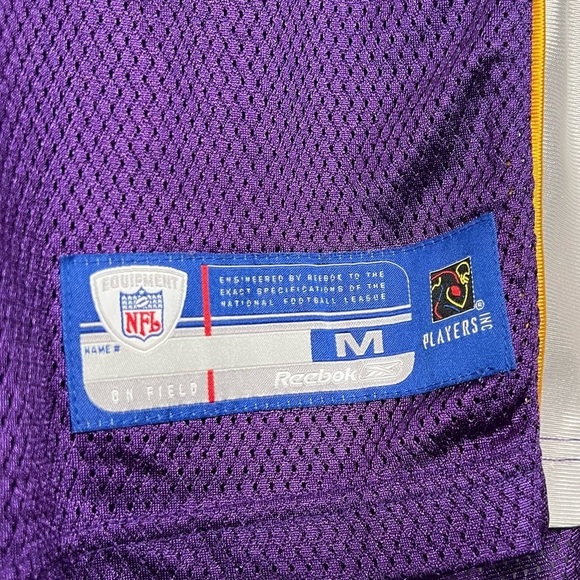 EQUIPMENT
NFL
ENGINEERED BY REEBOK TO THE
EXACT SPECIFICATIONS OF THE
NATIONAL FOOTBALL LEAGUE
NAME #
M
ON FIELD
Reebok
PLAYERS INC
®